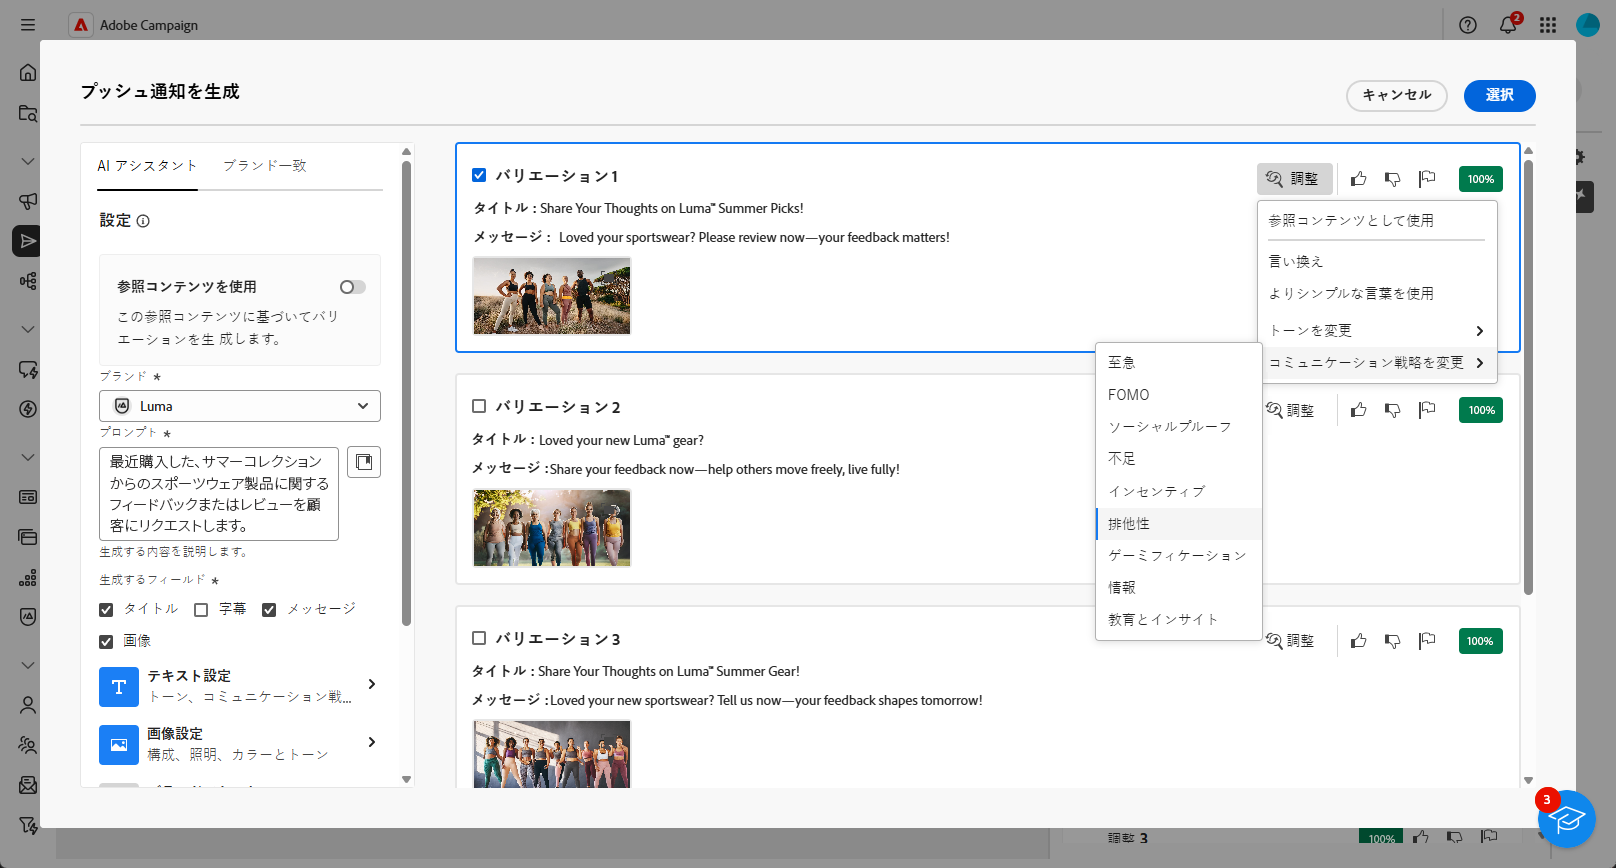 Adobe Campaign
2
プッシュ通知を生成
キャンセル
選択
AI アシスタント
ブランド一致
設定
参照コンテンツを使用
この参照コンテンツに基づいてバリ
エーションを生 成します。
ブランド *
Luma
プロンプト *
最近購入した、サマーコレクション
からのスポーツウェア製品に関する
フィードバックまたはレビューを顧
客にリクエストします。
生成する内容を説明します。
生成するフィールド *
タイトル
字幕
メッセージ
画像
テキスト設定
トーン、コミュニケーション戦...
画像設定
構成、照明、カラーとトーン
バリエーション1
調整
100%
タイトル : Share Your Thoughts on Luma™ Summer Picks!
メッセージ : Loved your sportswear? Please review now—your feedback matters!
参照コンテンツとして使用
言い換え
よりシンプルな言葉を使用
トーンを変更
コミュニケーション戦略を変更
至急
FOMO
ソーシャルプルーフ
不足
インセンティブ
排他性
ゲーミフィケーション
情報
教育とインサイト
バリエーション2
調整
100%
タイトル : Loved your new Luma™ gear?
メッセージ :Share your feedback now—help others move freely, live fully!
バリエーション3
調整
100%
タイトル : Share Your Thoughts on Luma™ Summer Gear!
メッセージ :Loved your new sportswear? Tell us now—your feedback shapes tomorrow!
3
調整 3
100%